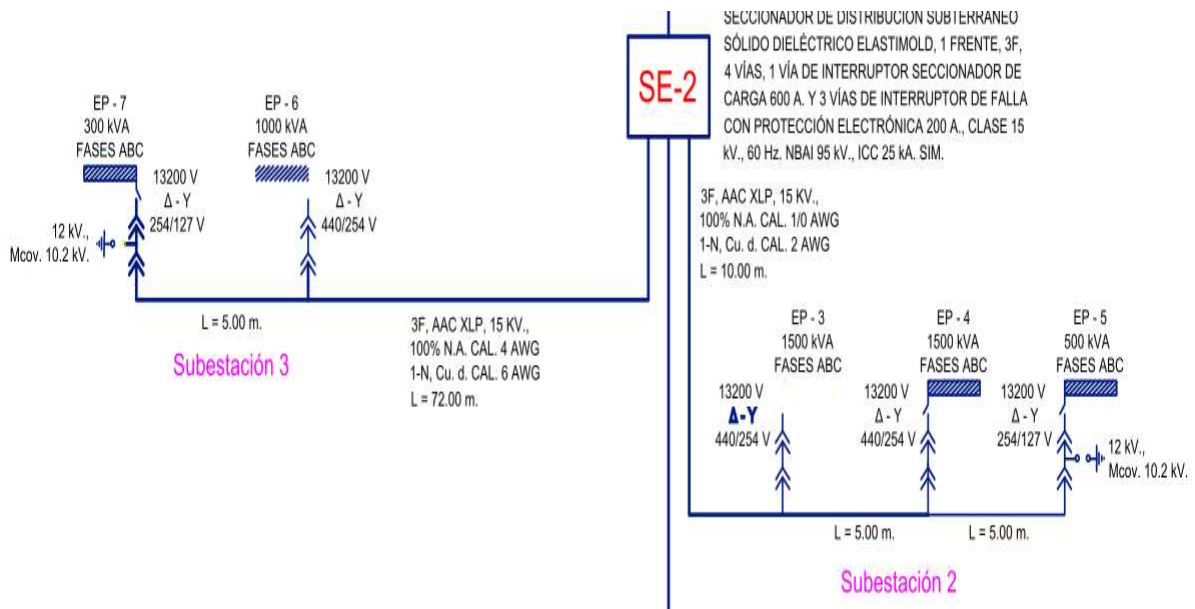 SECCIONADOR DE DISTRIBUCIÓN SUBTERRÁNEO
SÓLIDO DIELÉCTRICO ELASTIMOLD, 1 FRENTE, 3F,
4 VÍAS, 1 VÍA DE INTERRUPTOR SECCIONADOR DE
CARGA 600 A. Y 3 VÍAS DE INTERRUPTOR DE FALLA
CON PROTECCIÓN ELECTRÓNICA 200 A., CLASE 15
kV., 60 Hz. NBAI 95 kV., ICC 25 kA. SIM.
SE-2
EP - 7
300 kVA
FASES ABC
13200 V
Δ - Y
254/127 V
12 kV.,
Mcov. 10.2 kV.
EP - 6
1000 kVA
FASES ABC
13200 V
Δ - Y
440/254 V
L = 5.00 m.
Subestación 3
3F, AAC XLP, 15 KV.,
100% N.A. CAL. 4 AWG
1-N, Cu. d. CAL. 6 AWG
L = 72.00 m.
3F, AAC XLP, 15 KV.,
100% N.A. CAL. 1/0 AWG
1-N, Cu. d. CAL. 2 AWG
L = 10.00 m.
EP - 3
1500 kVA
FASES ABC
13200 V
Δ - Y
440/254 V
EP - 4
1500 kVA
FASES ABC
13200 V
Δ - Y
440/254 V
EP - 5
500 kVA
FASES ABC
13200 V
Δ - Y
254/127 V
12 kV.,
Mcov. 10.2 kV.
L = 5.00 m.
L = 5.00 m.
Subestación 2